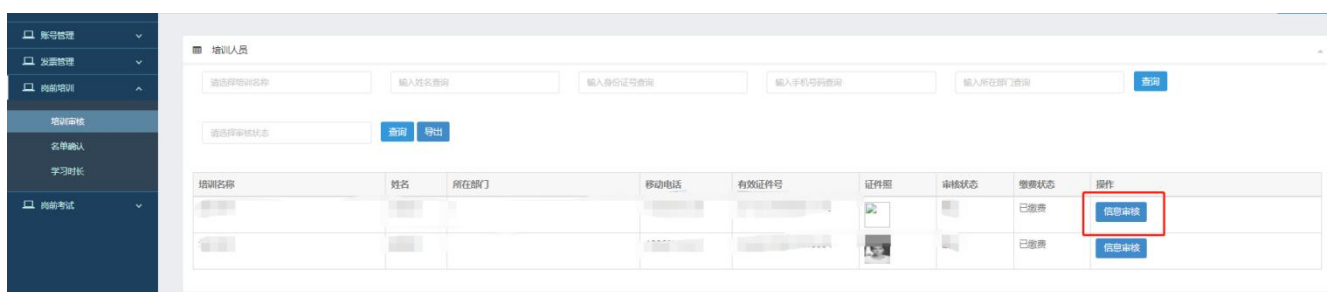 账号管理
发票管理
岗前培训
培训审核
名单确认
学习时长
岗前考试
培训人员
请选择培训名称 输入姓名查询 输入身份证号查询 输入手机号码查询 输入所在部门查询 查询
请选择审核状态 查询 导出
培训名称 姓名 所在部门 移动电话 有效证件号 证件照 审核状态 缴费状态 操作
已缴费 信息审核
已缴费 信息审核